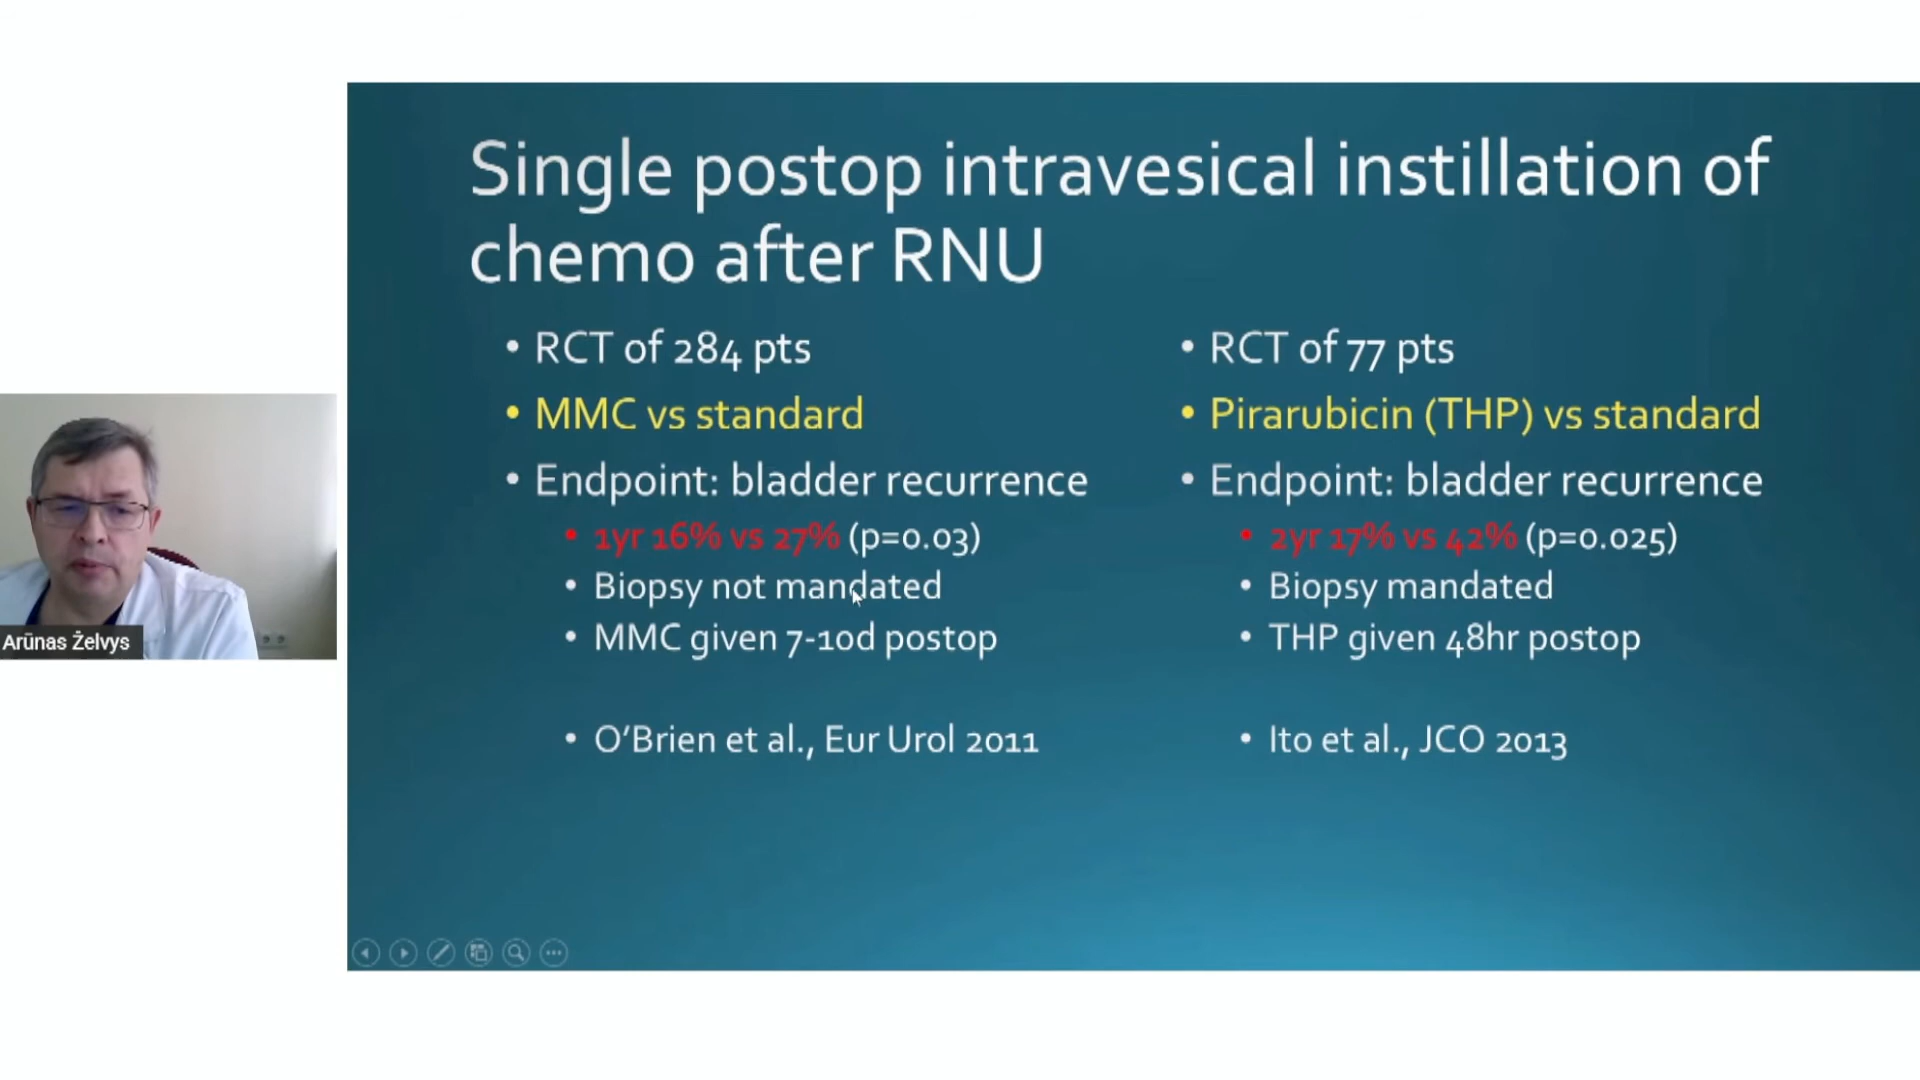 Single postop intravesical instillation of
chemo after RNU
• RCT of 284 pts
• MMC vs standard
• Endpoint: bladder recurrence
• 1yr 16% vs 27% (p=0.03)
• Biopsy not mandated
• MMC given 7-10d postop
• O’Brien et al., Eur Urol 2011
• RCT of 77 pts
• Pirarubicin (THP) vs standard
• Endpoint: bladder recurrence
• 2yr 17% vs 42% (p=0.025)
• Biopsy mandated
• THP given 48hr postop
• Ito et al., JCO 2013
Arūnas Želvys